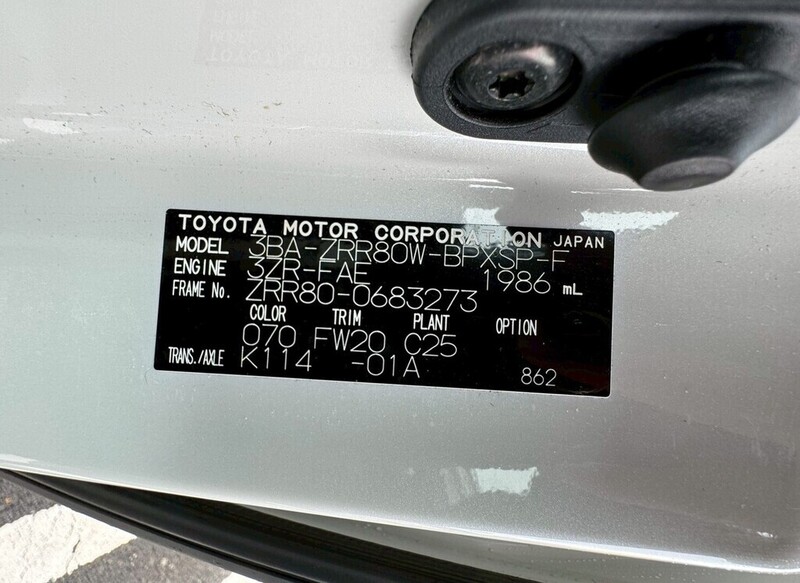 TOYOTA MOTOR CORPORATION JAPAN
MODEL 3BA-ZRR80W-BPXSP-F
ENGINE 3ZR-FAE 1986 mL
FRAME No. ZRR80-0683273
COLOR TRIM PLANT OPTION
070 FW20 C25
TRANS./AXLE K114 -01A 862